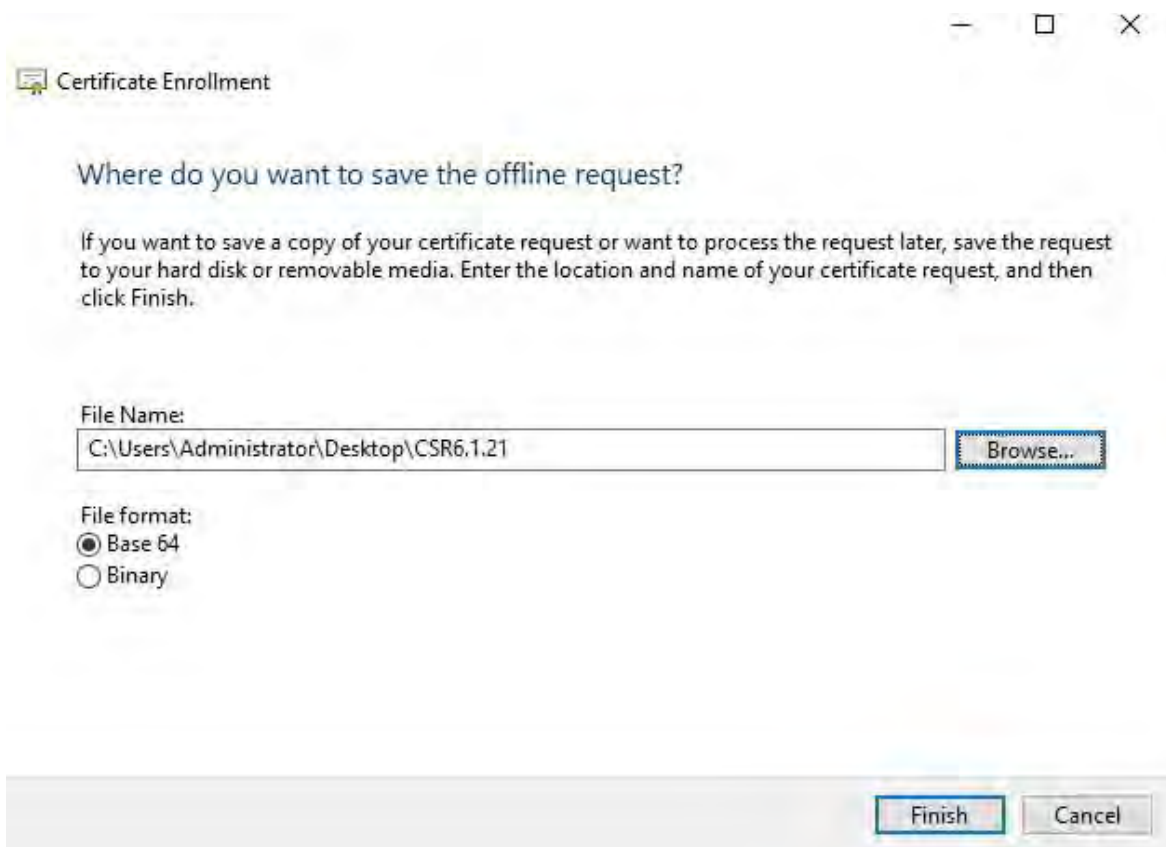 Certificate Enrollment
Where do you want to save the offline request?
If you want to save a copy of your certificate request or want to process the request later, save the request
to your hard disk or removable media. Enter the location and name of your certificate request, and then
click Finish.
File Name:
C:\Users\Administrator\Desktop\CSR6.1.21
Browse...
File format:
Base 64
Binary
Finish
Cancel